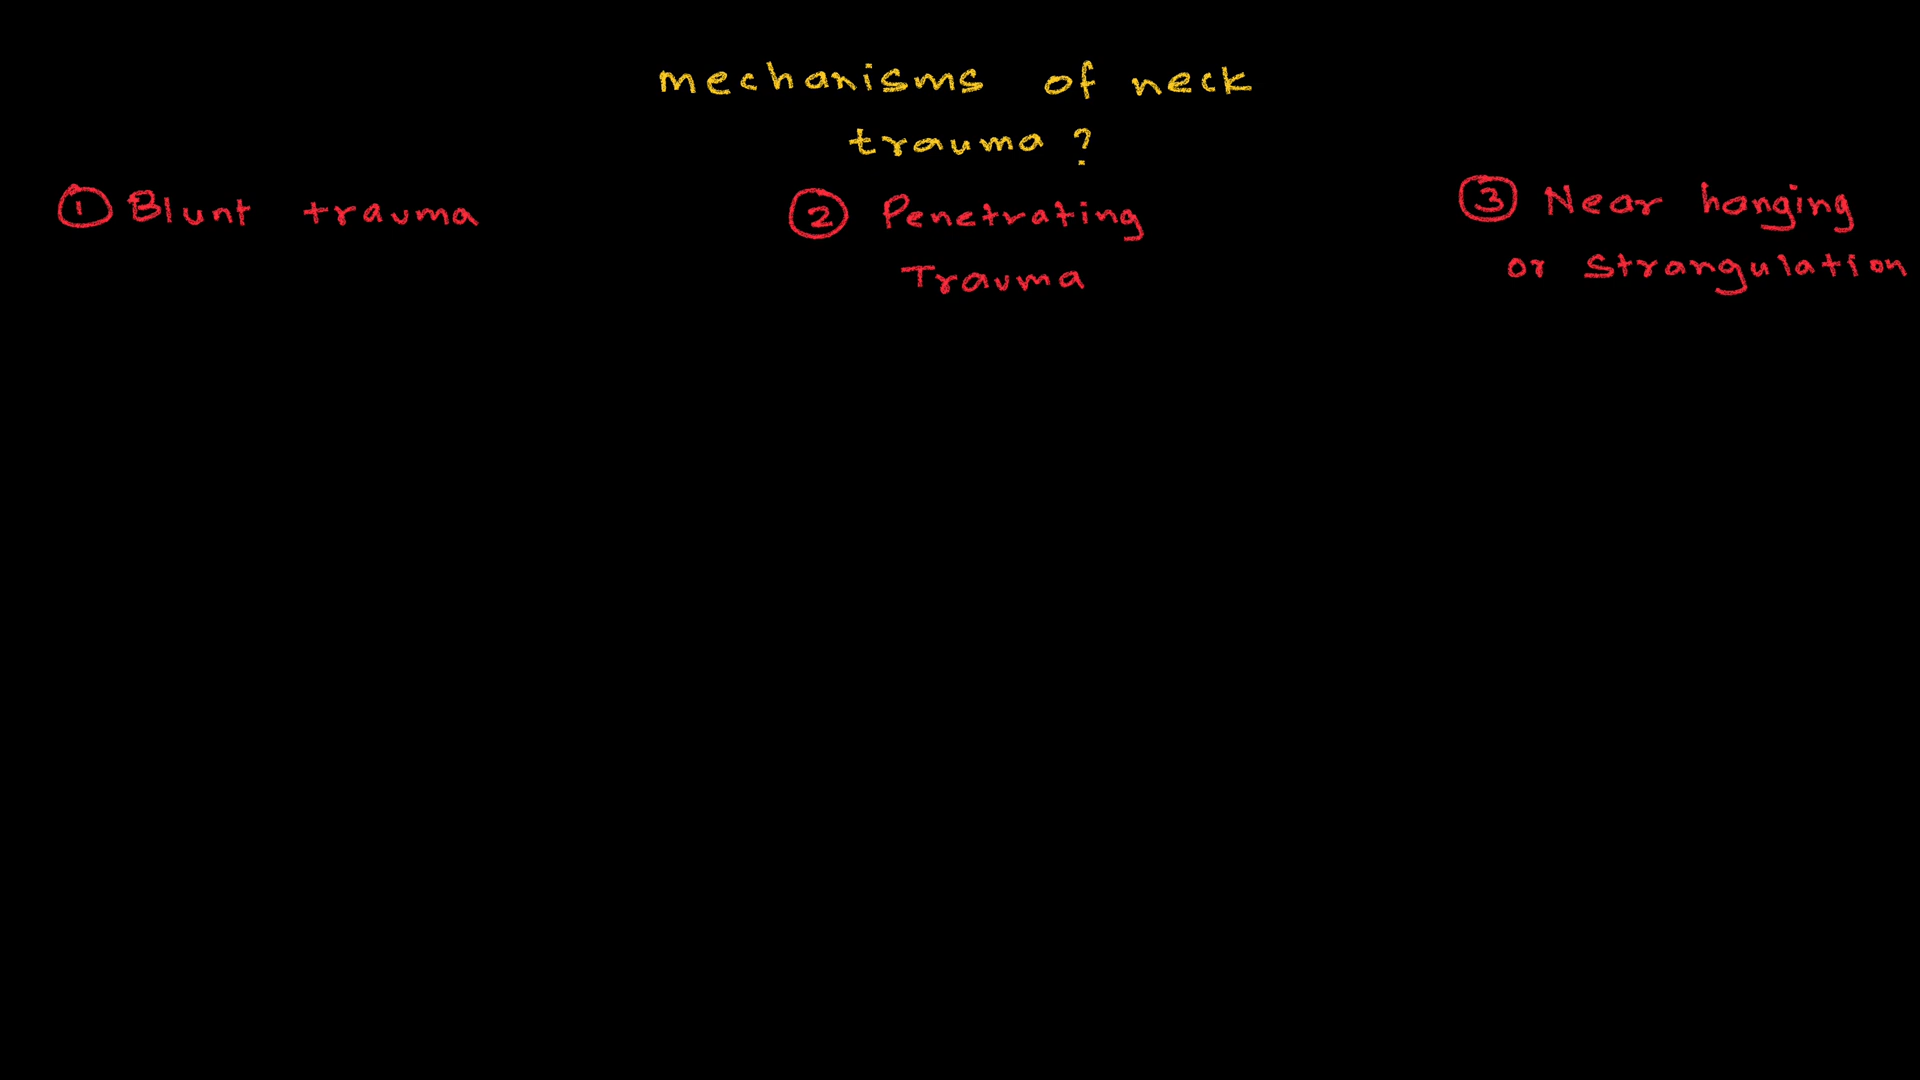 mechanisms of neck
trauma ?
① Blunt trauma
② Penetrating
Trauma
③ Near hanging
or strangulation